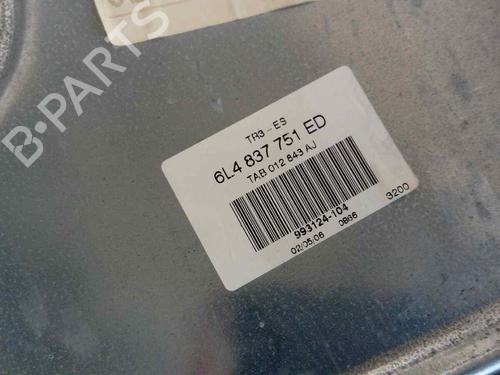 TR3-ES
6L4 837 751 ED
TAB 012 843 AJ
993124-104
02/05/06 0866 3200
B-PARTS